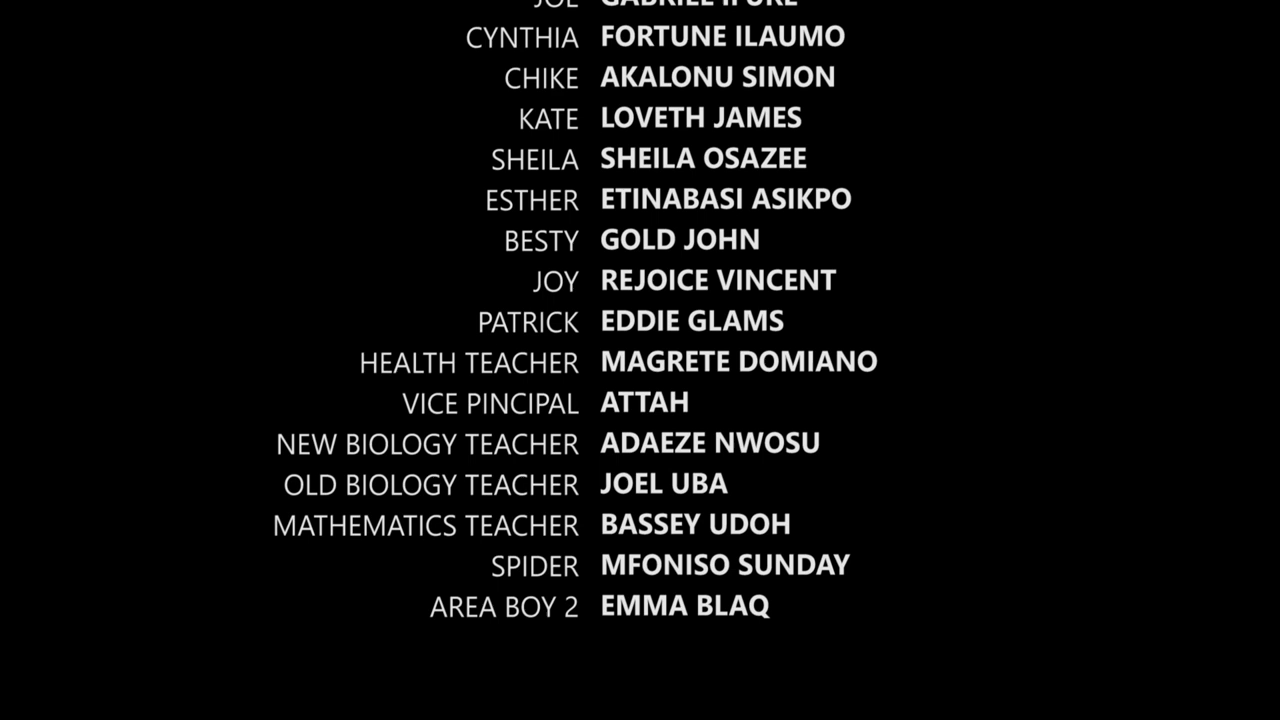 JOE GABRIEL
CYNTHIA FORTUNE ILAUMO
CHIKE AKALONU SIMON
KATE LOVETH JAMES
SHEILA SHEILA OSAZEE
ESTHER ETINABASI ASIKPO
BESTY GOLD JOHN
JOY REJOICE VINCENT
PATRICK EDDIE GLAMS
HEALTH TEACHER MAGRETE DOMIANO
VICE PINCIPAL ATTAH
NEW BIOLOGY TEACHER ADAEZE NWOSU
OLD BIOLOGY TEACHER JOEL UBA
MATHEMATICS TEACHER BASSEY UDOH
SPIDER MFONISO SUNDAY
AREA BOY 2 EMMA BLAQ